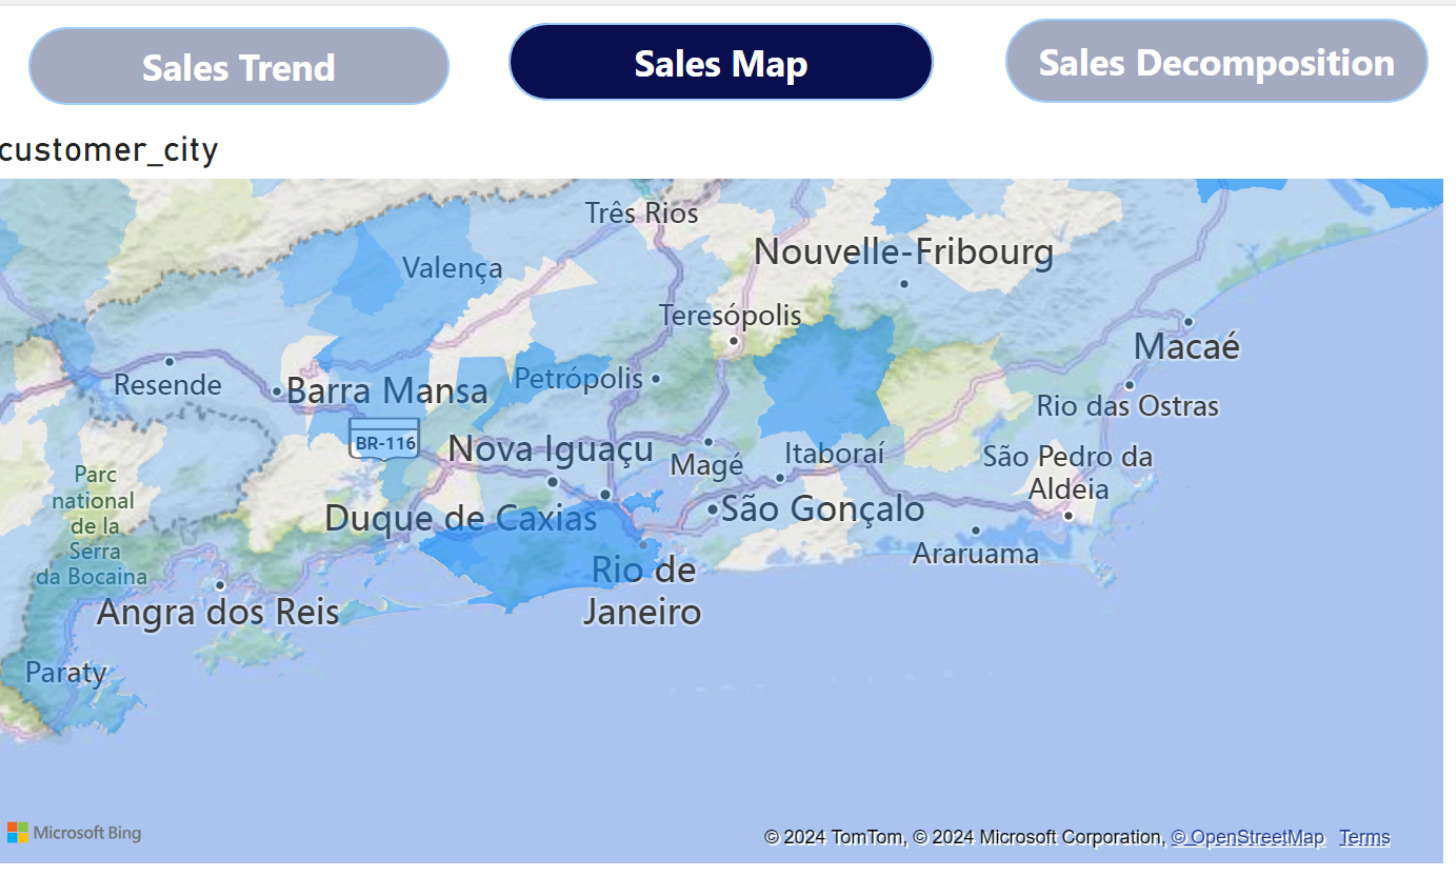 Sales Trend
Sales Map
Sales Decomposition
customer_city
Três Rios
Nouvelle-Fribourg
Valença
Teresópolis
Macaé
Resende
Barra Mansa
Petrópolis
Rio das Ostras
BR-116
Nova Iguaçu
Magé
Itaboraí
São Pedro da
Aldeia
Parc
national
de la
Serra
da Bocaina
Duque de Caxias
São Gonçalo
Araruama
Rio de
Janeiro
Angra dos Reis
Paraty
Microsoft Bing
© 2024 TomTom, © 2024 Microsoft Corporation, © OpenStreetMap Terms